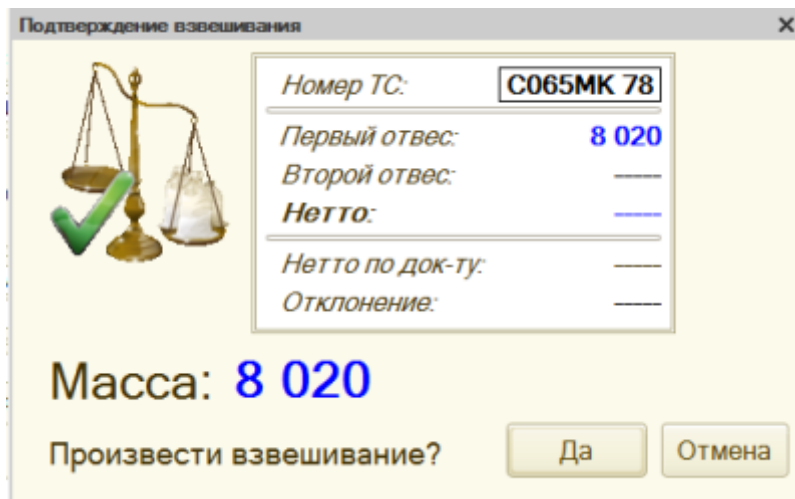 Подтверждение взвешивания
Номер ТС: С065МК 78
Первый отвес: 8 020
Второй отвес: -----
Нетто: -----
Нетто по док-ту: -----
Отклонение: -----
Масса: 8 020
Произвести взвешивание? Да Отмена